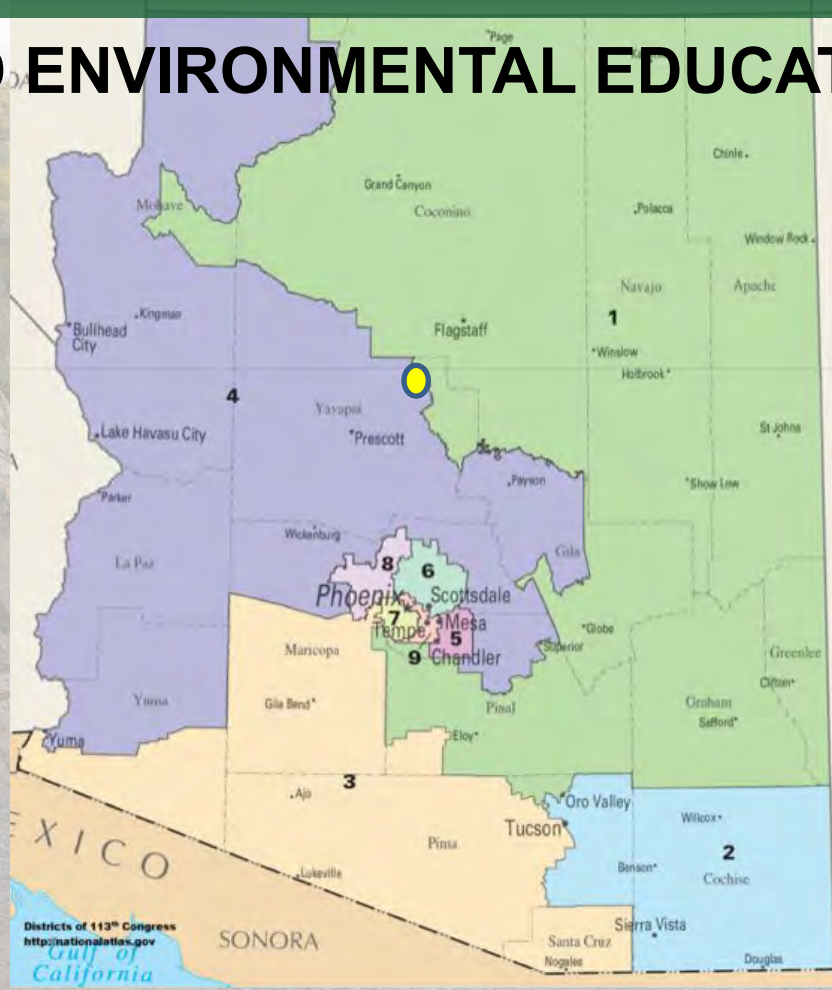 ENVIRONMENTAL EDUCAT
Page
Chinle
Grand Canyon
Mohave
Coconino
Polacca
Window Rock
Navajo
Apache
Kingman
1
Bullhead
City
Flagstaff
Winslow
Holbrook
4
Yavapai
Lake Havasu City
Prescott
St Johns
Payson
Show Low
Parker
Wickenburg
La Paz
Gila
8
6
Phoenix
Scottsdale
7
Tempe
Mesa
5
Globe
Superior
Maricopa
9
Chandler
Greenlee
Clifton
Yuma
Gila Bend
Pinal
Graham
Safford
Yuma
Eloy
3
Ajo
Oro Valley
Tucson
Willcox
EXICO
Pima
2
Benson
Cochise
Lukeville
Districts of 113th Congress
http://nationalatlas.gov
SONORA
Sierra Vista
Santa Cruz
Gulf of
California
Nogales
Douglas